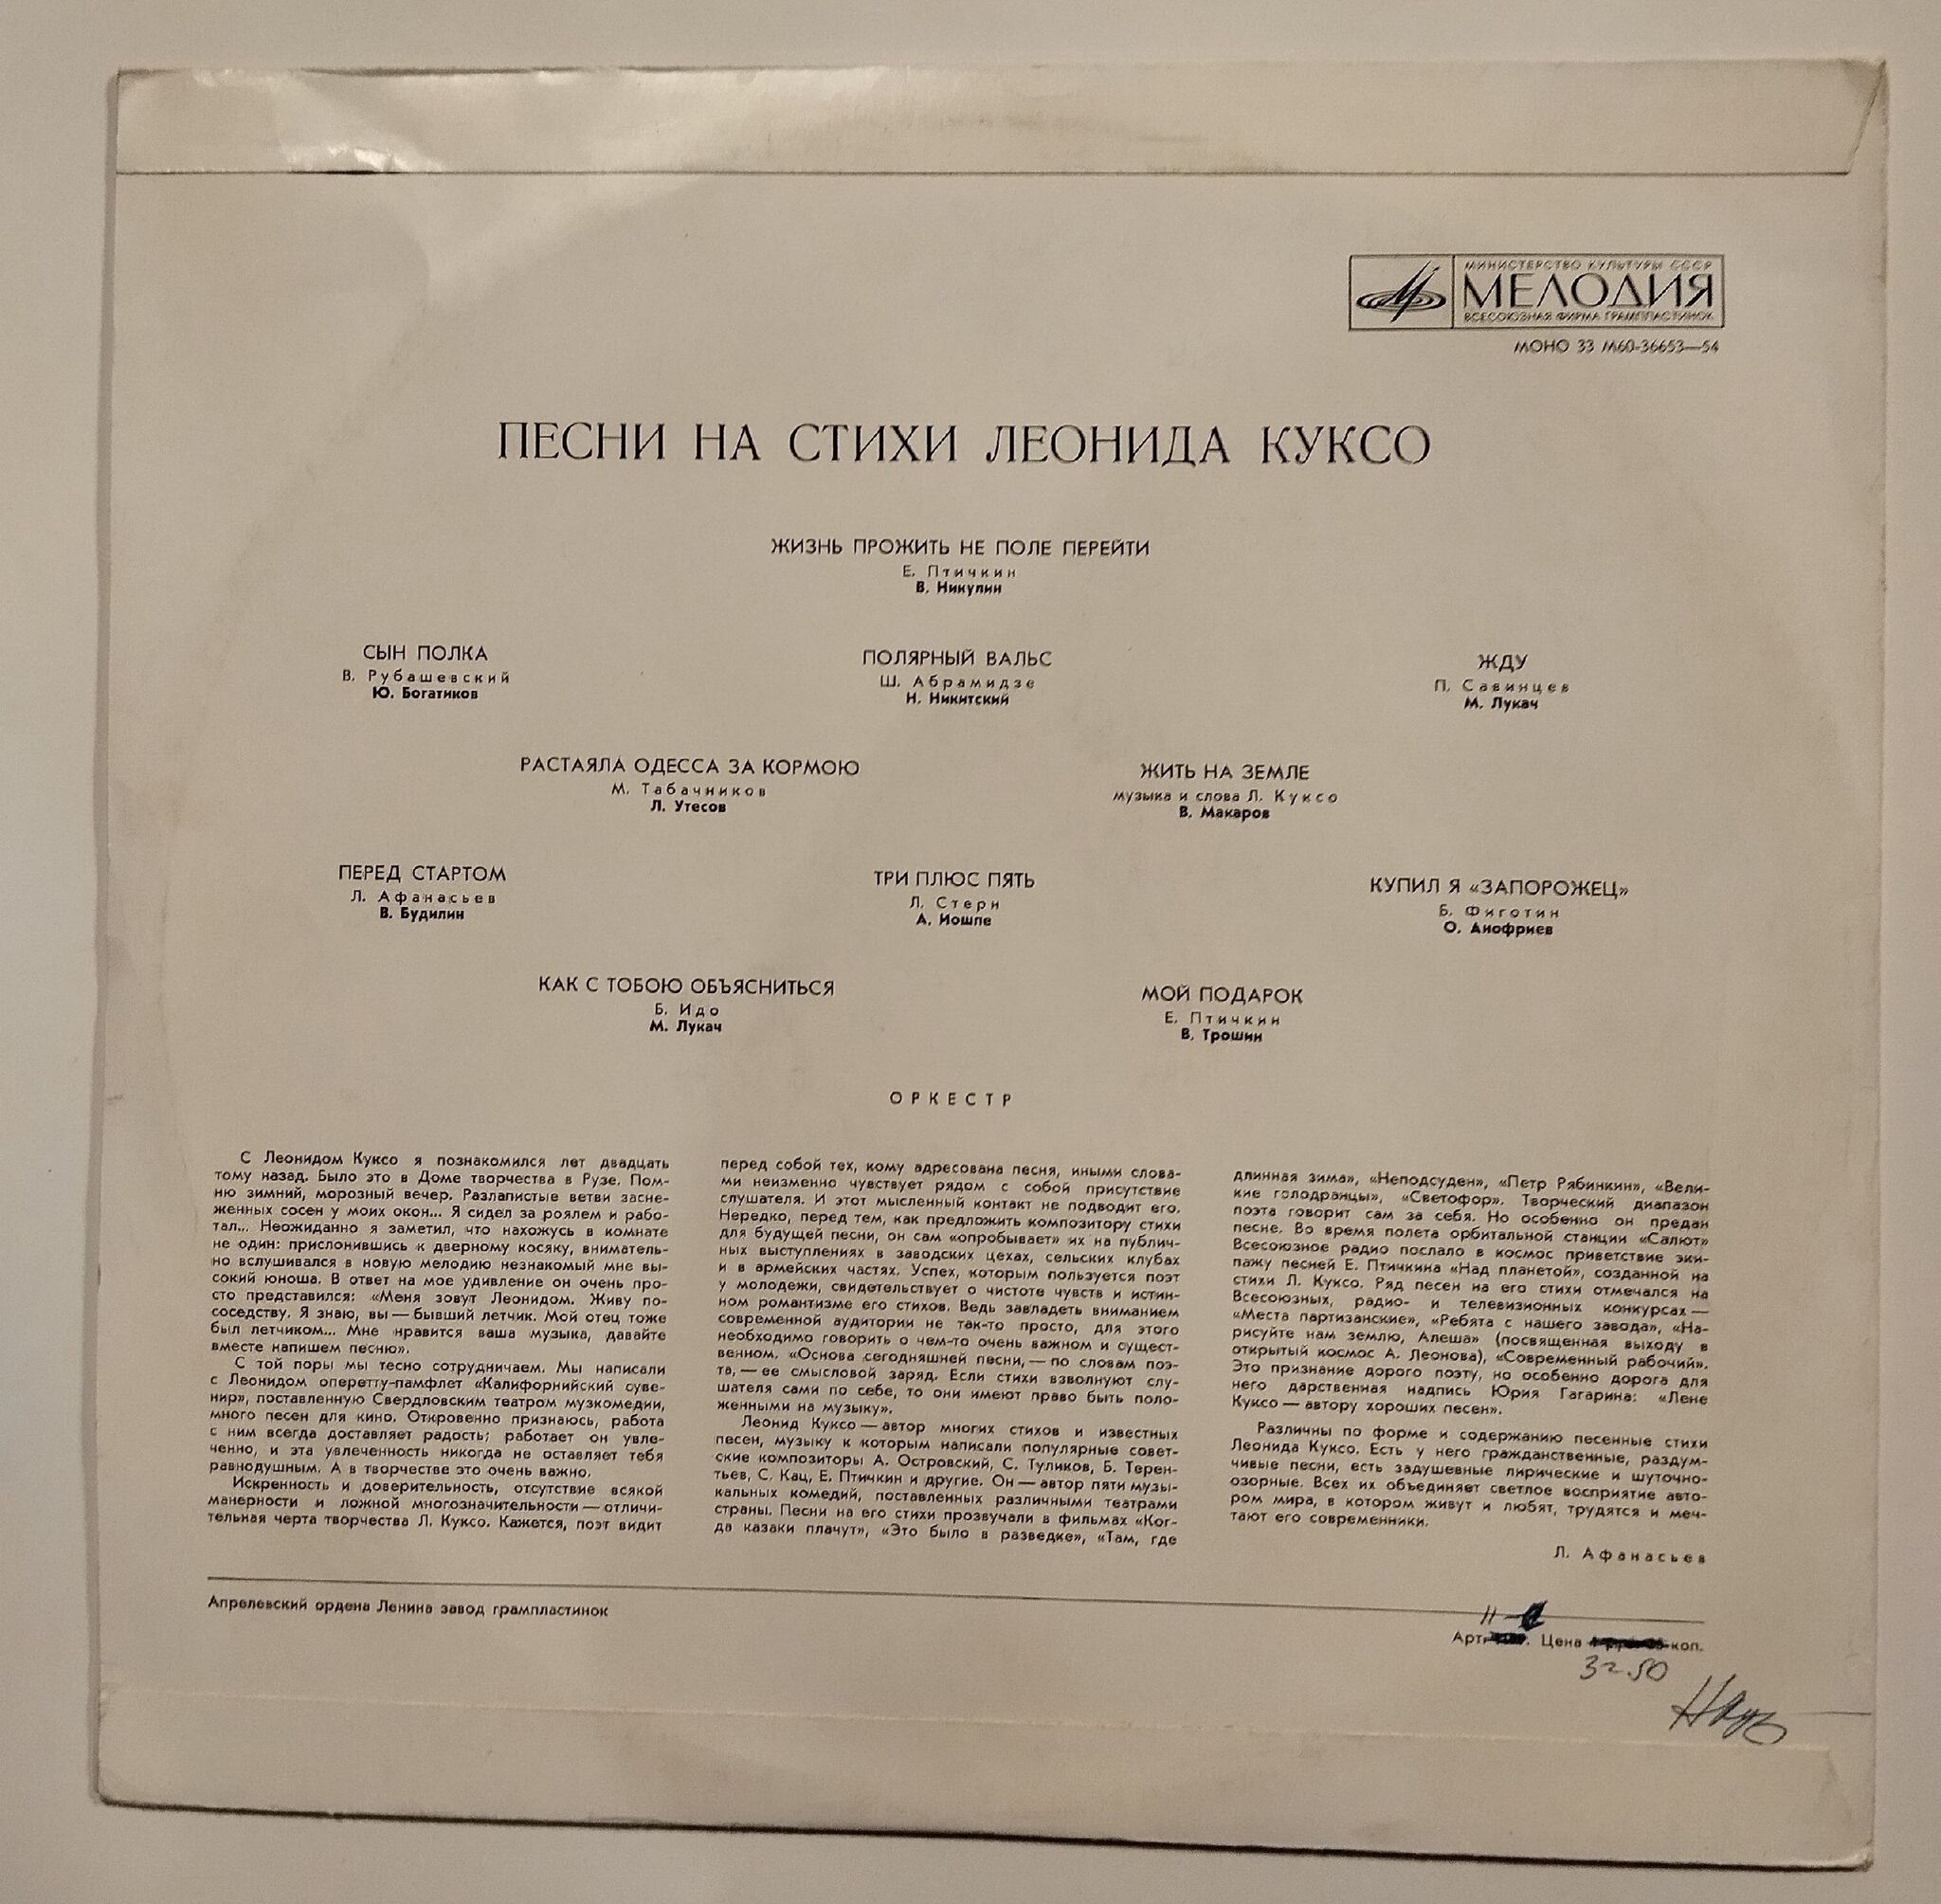 МИНИСТЕРСТВО КУЛЬТУРЫ СССР
МЕЛОДИЯ
ВСЕСОЮЗНАЯ ФИРМА ГРАМПЛАСТИНОК
МОНО 33 М60-36653—54
ПЕСНИ НА СТИХИ ЛЕОНИДА КУКСО
ЖИЗНЬ ПРОЖИТЬ НЕ ПОЛЕ ПЕРЕЙТИ
Е. Птичкин
В. Никулин
СЫН ПОЛКА
В. Рубашевский
Ю. Богатиков
ПОЛЯРНЫЙ ВАЛЬС
Ш. Абрамидзе
Н. Никитский
ЖДУ
П. Савинцев
М. Лукач
РАСТАЯЛА ОДЕССА ЗА КОРМОЮ
М. Табачников
Л. Утесов
ЖИТЬ НА ЗЕМЛЕ
музыка и слова Л. Куксо
В. Макаров
ПЕРЕД СТАРТОМ
Л. Афанасьев
В. Будилин
ТРИ ПЛЮС ПЯТЬ
Л. Стерн
А. Иошпе
КУПИЛ Я «ЗАПОРОЖЕЦ»
Б. Фиготин
О. Анофриев
КАК С ТОБОЮ ОБЪЯСНИТЬСЯ
Б. Идо
М. Лукач
МОЙ ПОДАРОК
Е. Птичкин
В. Трошин
ОРКЕСТР
С Леонидом Куксо я познакомился лет двадцать
тому назад. Было это в Доме творчества в Рузе. Пом-
ню зимний, морозный вечер. Разлапистые ветви засне-
женных сосен у моих окон... Я сидел за роялем и рабо-
тал... Неожиданно я заметил, что нахожусь в комнате
не один: прислонившись к дверному косяку, вниматель-
но вслушивался в новую мелодию незнакомый мне вы-
сокий юноша. В ответ на мое удивление он очень про-
сто представился: «Меня зовут Леонидом. Живу по-
соседству. Я знаю, вы — бывший летчик. Мой отец тоже
был летчиком... Мне нравится ваша музыка, давайте
вместе напишем песню».
С той поры мы тесно сотрудничаем. Мы написали
с Леонидом оперетту-памфлет «Калифорнийский суве-
нир», поставленную Свердловским театром музкомедии,
много песен для кино. Откровенно признаюсь, работа
с ним всегда доставляет радость; работает он увле-
ченно, и эта увлеченность никогда не оставляет тебя
равнодушным. А в творчестве это очень важно.
Искренность и доверительность, отсутствие всякой
манерности и ложной многозначительности — отличи-
тельная черта творчества Л. Куксо. Кажется, поэт видит
перед собой тех, кому адресована песня, иными слова-
ми неизменно чувствует рядом с собой присутствие
слушателя. И этот мысленный контакт не подводит его.
Нередко, перед тем, как предложить композитору стихи
для будущей песни, он сам «опробывает» их на публич-
ных выступлениях в заводских цехах, сельских клубах
и в армейских частях. Успех, которым пользуется поэт
у молодежи, свидетельствует о чистоте чувств и истин-
ном романтизме его стихов. Ведь завладеть вниманием
современной аудитории не так-то просто, для этого
необходимо говорить о чем-то очень важном и сущест-
венном. «Основа сегодняшней песни, — по словам поэ-
та, — ее смысловой заряд. Если стихи взволнуют слу-
шателя сами по себе, то они имеют право быть поло-
женными на музыку».
Леонид Куксо — автор многих стихов и известных
песен, музыку к которым написали популярные совет-
ские композиторы А. Островский, С. Туликов, Б. Терен-
тьев, С. Кац, Е. Птичкин и другие. Он — автор пяти музы-
кальных комедий, поставленных различными театрами
страны. Песни на его стихи прозвучали в фильмах «Ког-
да казаки плачут», «Это было в разведке», «Там, где
длинная зима», «Неподсуден», «Петр Рябинкин», «Вели-
кие голодранцы», «Светофор». Творческий диапазон
поэта говорит сам за себя. Но особенно он предан
песне. Во время полета орбитальной станции «Салют»
Всесоюзное радио послало в космос приветствие эки-
пажу песней Е. Птичкина «Над планетой», созданной на
стихи Л. Куксо. Ряд песен на его стихи отмечался на
Всесоюзных, радио- и телевизионных конкурсах —
«Места партизанские», «Ребята с нашего завода», «На-
рисуйте нам землю, Алеша» (посвященная выходу в
открытый космос А. Леонова), «Современный рабочий».
Это признание дорого поэту, но особенно дорога для
него дарственная надпись Юрия Гагарина: «Лене
Куксо — автору хороших песен».
Различны по форме и содержанию песенные стихи
Леонида Куксо. Есть у него гражданственные, раздум-
чивые песни, есть задушевные лирические и шуточно-
озорные. Всех их объединяет светлое восприятие авто-
ром мира, в котором живут и любят, трудятся и меч-
тают его современники.
Л. Афанасьев
Апрелевский ордена Ленина завод грампластинок
11
Арт. Цена коп.
3-50